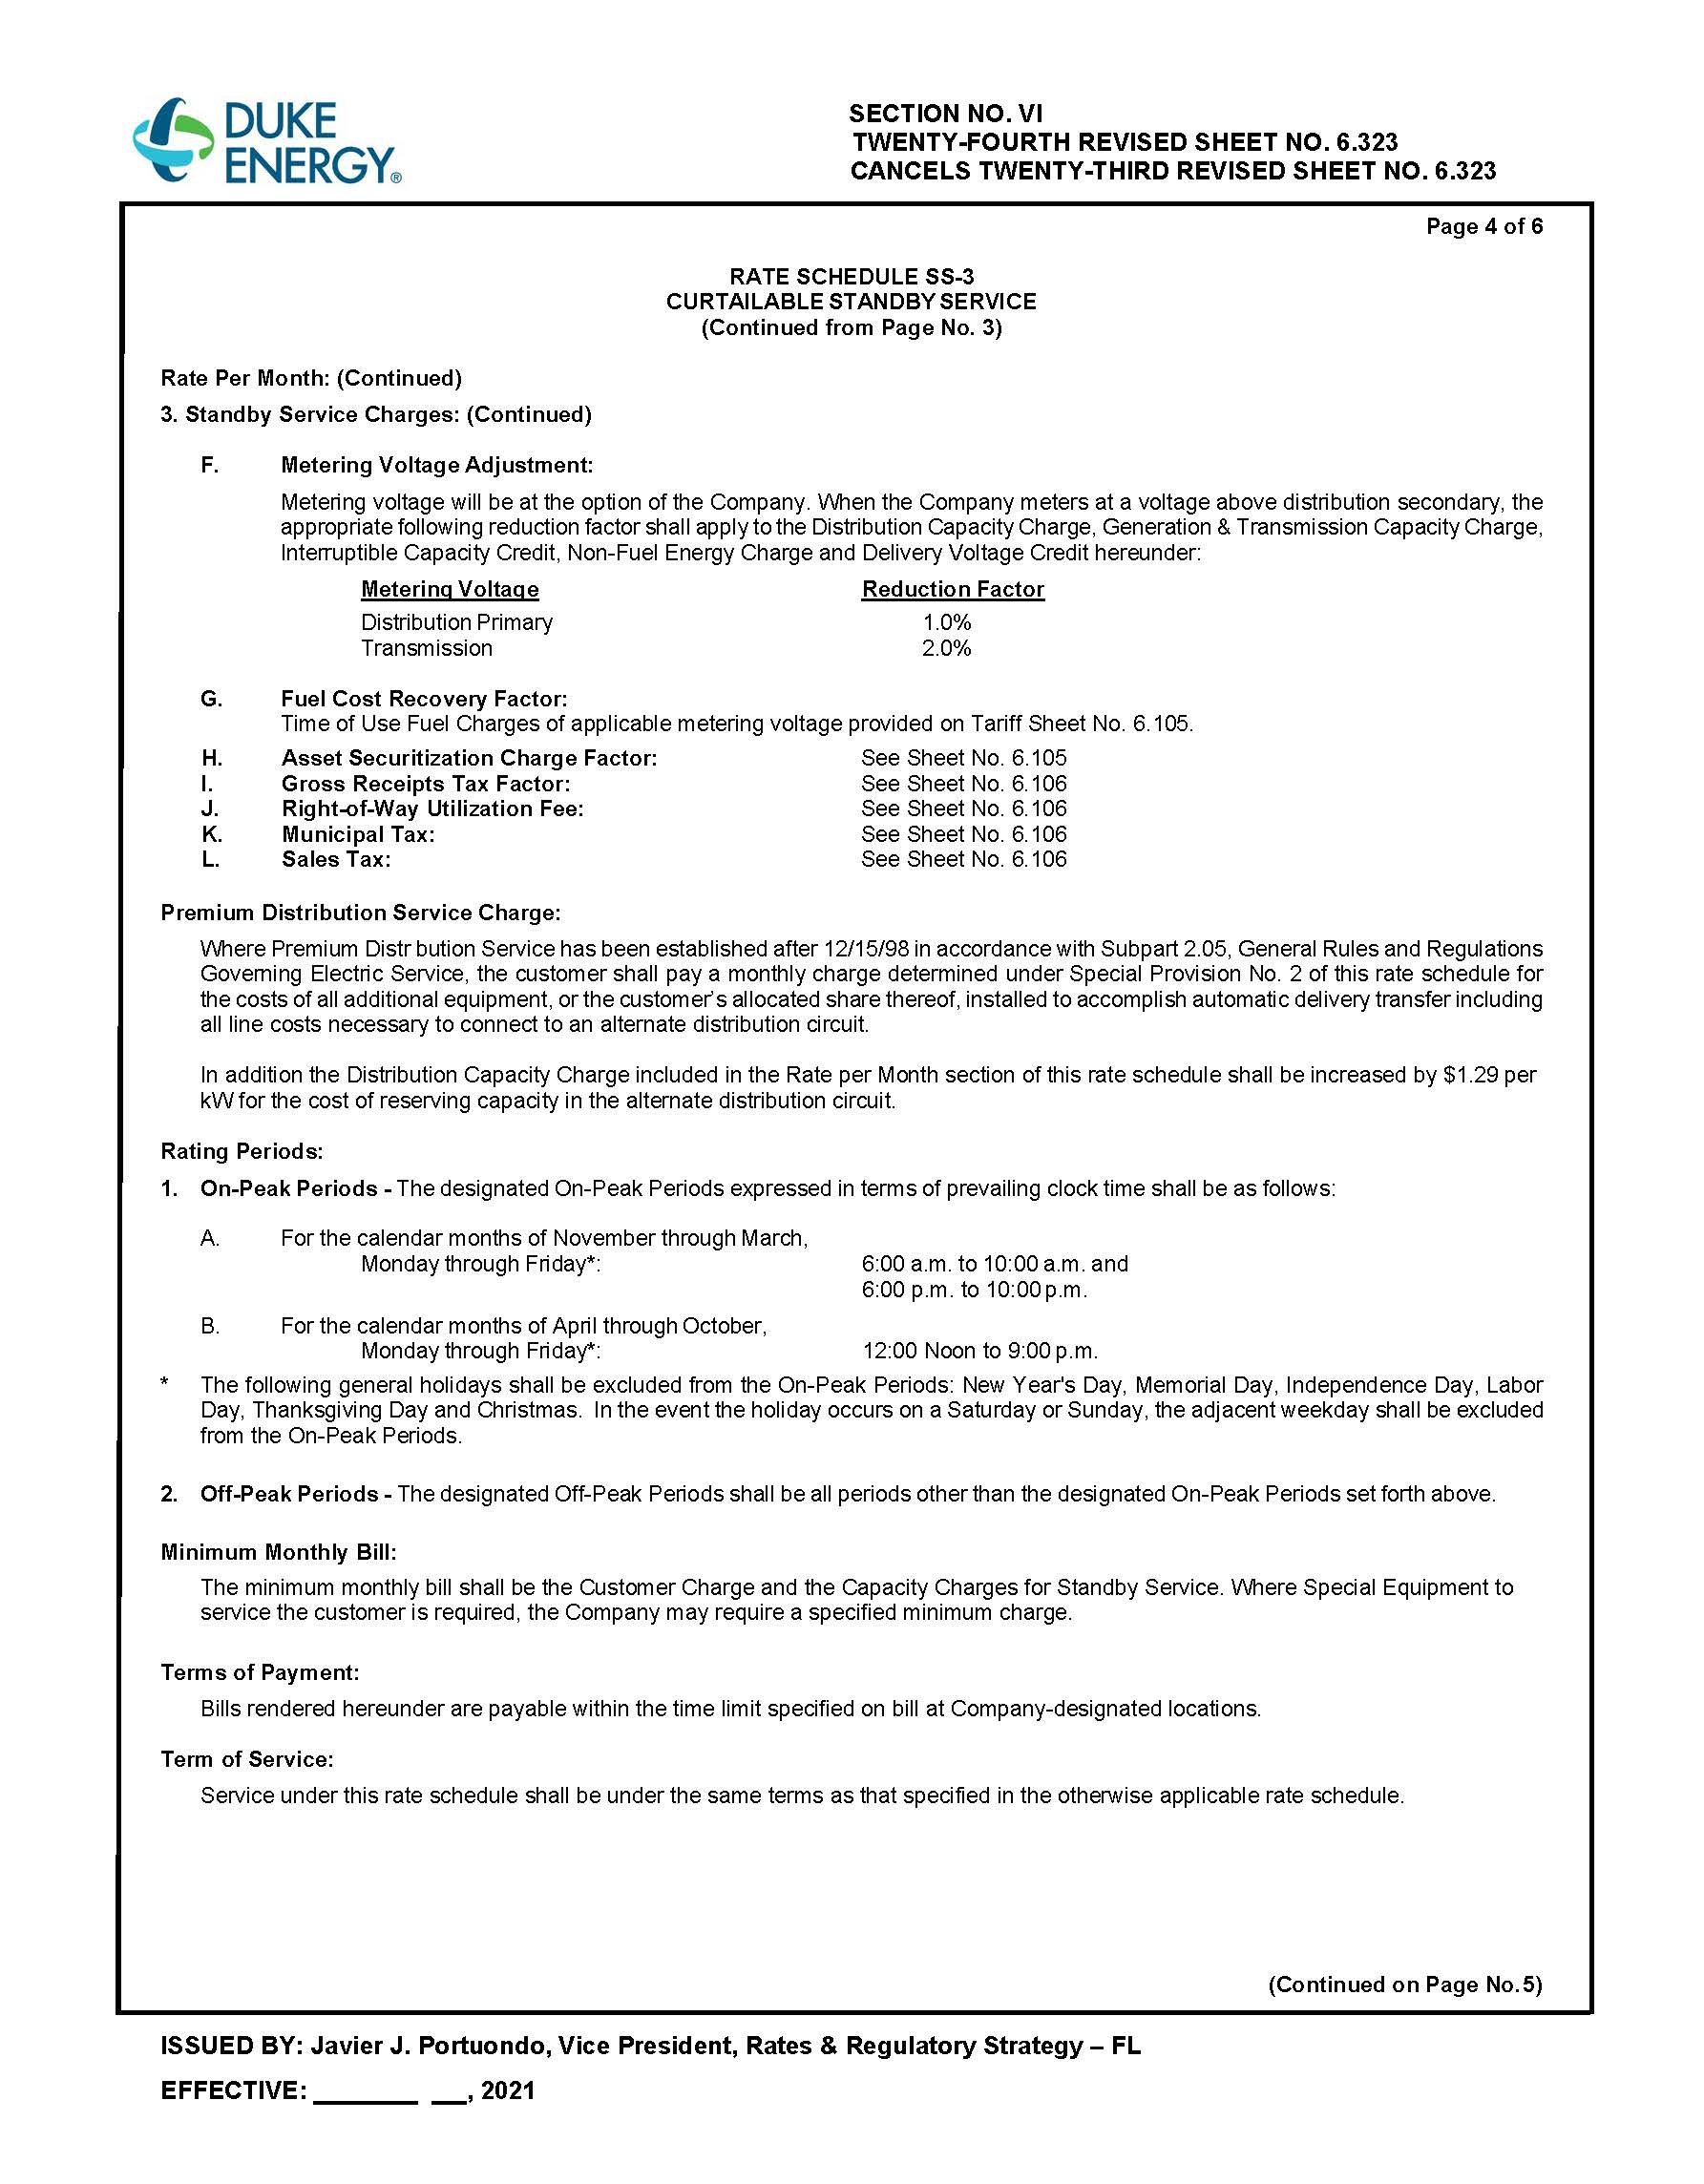 DUKE
ENERGY®
SECTION NO. VI
TWENTY-FOURTH REVISED SHEET NO. 6.323
CANCELS TWENTY-THIRD REVISED SHEET NO. 6.323
Page 4 of 6
RATE SCHEDULE SS-3
CURTAILABLE STANDBY SERVICE
(Continued from Page No. 3)
Rate Per Month: (Continued)
3. Standby Service Charges: (Continued)
F. Metering Voltage Adjustment:
Metering voltage will be at the option of the Company. When the Company meters at a voltage above distribution secondary, the
appropriate following reduction factor shall apply to the Distribution Capacity Charge, Generation & Transmission Capacity Charge,
Interruptible Capacity Credit, Non-Fuel Energy Charge and Delivery Voltage Credit hereunder:
Metering Voltage Reduction Factor
Distribution Primary 1.0%
Transmission 2.0%
G. Fuel Cost Recovery Factor:
Time of Use Fuel Charges of applicable metering voltage provided on Tariff Sheet No. 6.105.
H. Asset Securitization Charge Factor: See Sheet No. 6.105
I. Gross Receipts Tax Factor: See Sheet No. 6.106
J. Right-of-Way Utilization Fee: See Sheet No. 6.106
K. Municipal Tax: See Sheet No. 6.106
L. Sales Tax: See Sheet No. 6.106
Premium Distribution Service Charge:
Where Premium Distr bution Service has been established after 12/15/98 in accordance with Subpart 2.05, General Rules and Regulations
Governing Electric Service, the customer shall pay a monthly charge determined under Special Provision No. 2 of this rate schedule for
the costs of all additional equipment, or the customer's allocated share thereof, installed to accomplish automatic delivery transfer including
all line costs necessary to connect to an alternate distribution circuit.
In addition the Distribution Capacity Charge included in the Rate per Month section of this rate schedule shall be increased by $1.29 per
kW for the cost of reserving capacity in the alternate distribution circuit.
Rating Periods:
1. On-Peak Periods - The designated On-Peak Periods expressed in terms of prevailing clock time shall be as follows:
A. For the calendar months of November through March,
Monday through Friday*: 6:00 a.m. to 10:00 a.m. and
6:00 p.m. to 10:00 p.m.
B. For the calendar months of April through October,
Monday through Friday*: 12:00 Noon to 9:00 p.m.
* The following general holidays shall be excluded from the On-Peak Periods: New Year's Day, Memorial Day, Independence Day, Labor
Day, Thanksgiving Day and Christmas. In the event the holiday occurs on a Saturday or Sunday, the adjacent weekday shall be excluded
from the On-Peak Periods.
2. Off-Peak Periods - The designated Off-Peak Periods shall be all periods other than the designated On-Peak Periods set forth above.
Minimum Monthly Bill:
The minimum monthly bill shall be the Customer Charge and the Capacity Charges for Standby Service. Where Special Equipment to
service the customer is required, the Company may require a specified minimum charge.
Terms of Payment:
Bills rendered hereunder are payable within the time limit specified on bill at Company-designated locations.
Term of Service:
Service under this rate schedule shall be under the same terms as that specified in the otherwise applicable rate schedule.
(Continued on Page No. 5)
ISSUED BY: Javier J. Portuondo, Vice President, Rates & Regulatory Strategy – FL
EFFECTIVE: ________ ___, 2021